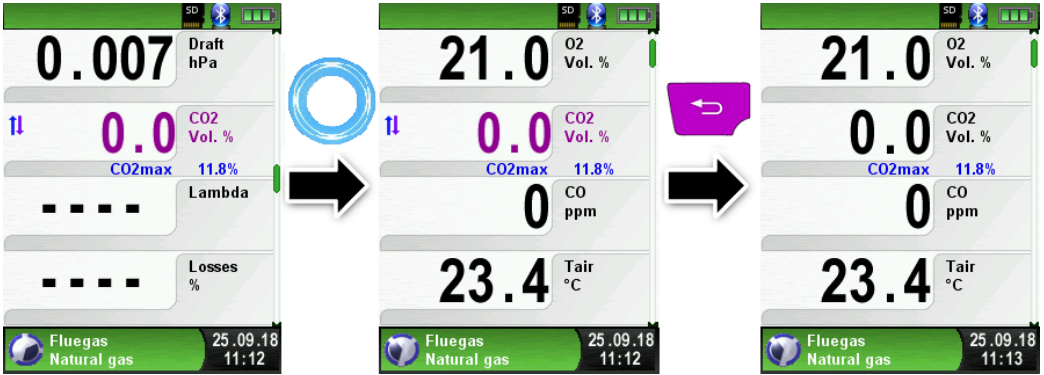 SD
0.007 Draft
hPa
0.0 CO2
Vol. %
CO2max 11.8%
---- Lambda
---- Losses
%
Fluegas
Natural gas
25.09.18
11:12
SD
21.0 O2
Vol. %
0.0 CO2
Vol. %
CO2max 11.8%
0 CO
ppm
23.4 Tair
°C
Fluegas
Natural gas
25.09.18
11:12
SD
21.0 O2
Vol. %
0.0 CO2
Vol. %
CO2max 11.8%
0 CO
ppm
23.4 Tair
°C
Fluegas
Natural gas
25.09.18
11:13